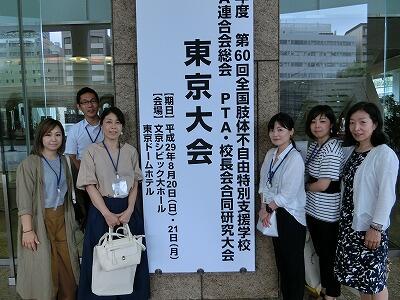 年度 第60回全国肢体不自由特別支援学校
A連合会総会 PTA・校長会合同研究大会
東京大会
【期日】平成29年8月20日(日)・21日(月)
【会場】文京シビック大ホール
東京ドームホテル